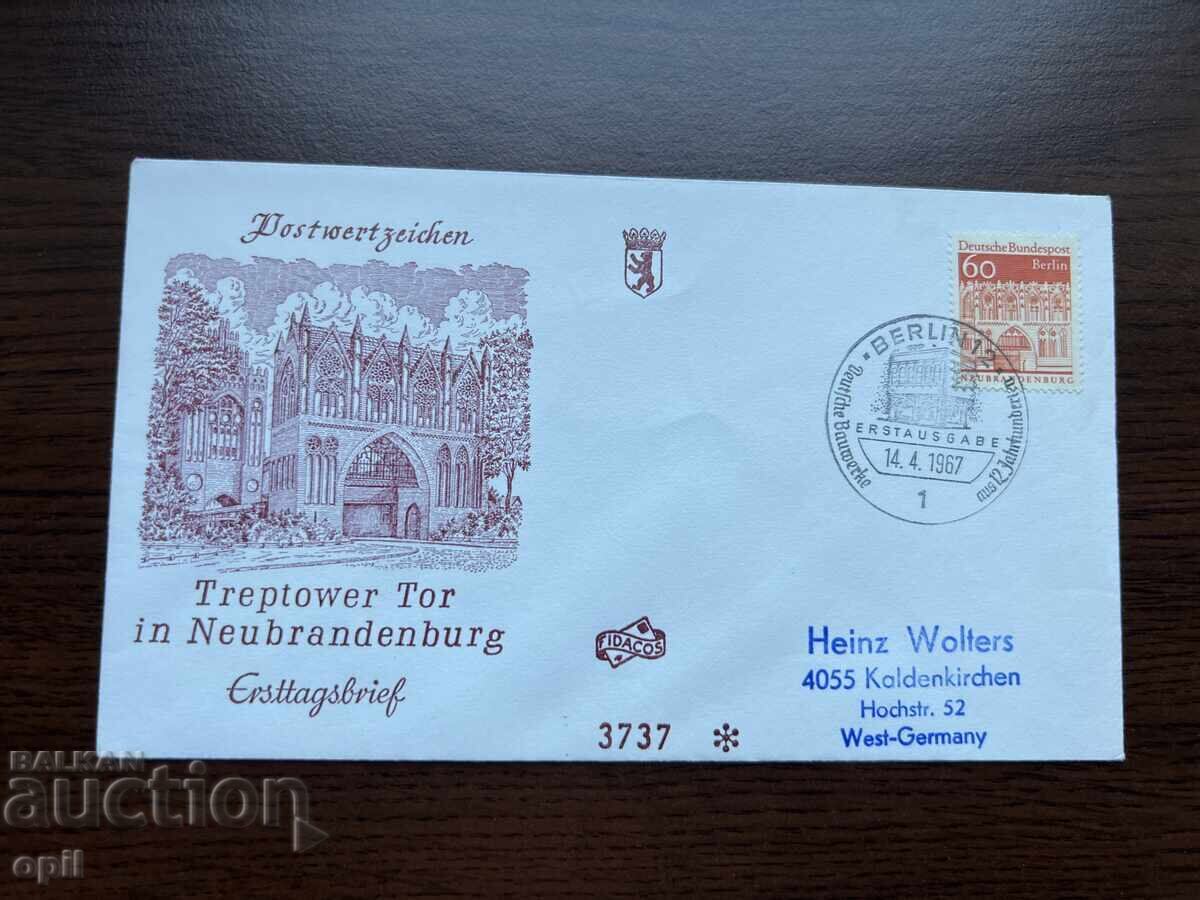 Postwertzeichen
Treptower Tor
in Neubrandenburg
Ersttagsbrief
FIDACOS
3737 *
Deutsche Bundespost
60 Berlin
NEUBRANDENBURG
BERLIN 12
Deutsche Bauwerke
aus 12 Jahrhunderten
ERSTAUSGABE
14.4.1967
1
Heinz Wolters
4055 Kaldenkirchen
Hochstr. 52
West-Germany
BALKAN
auction
opil